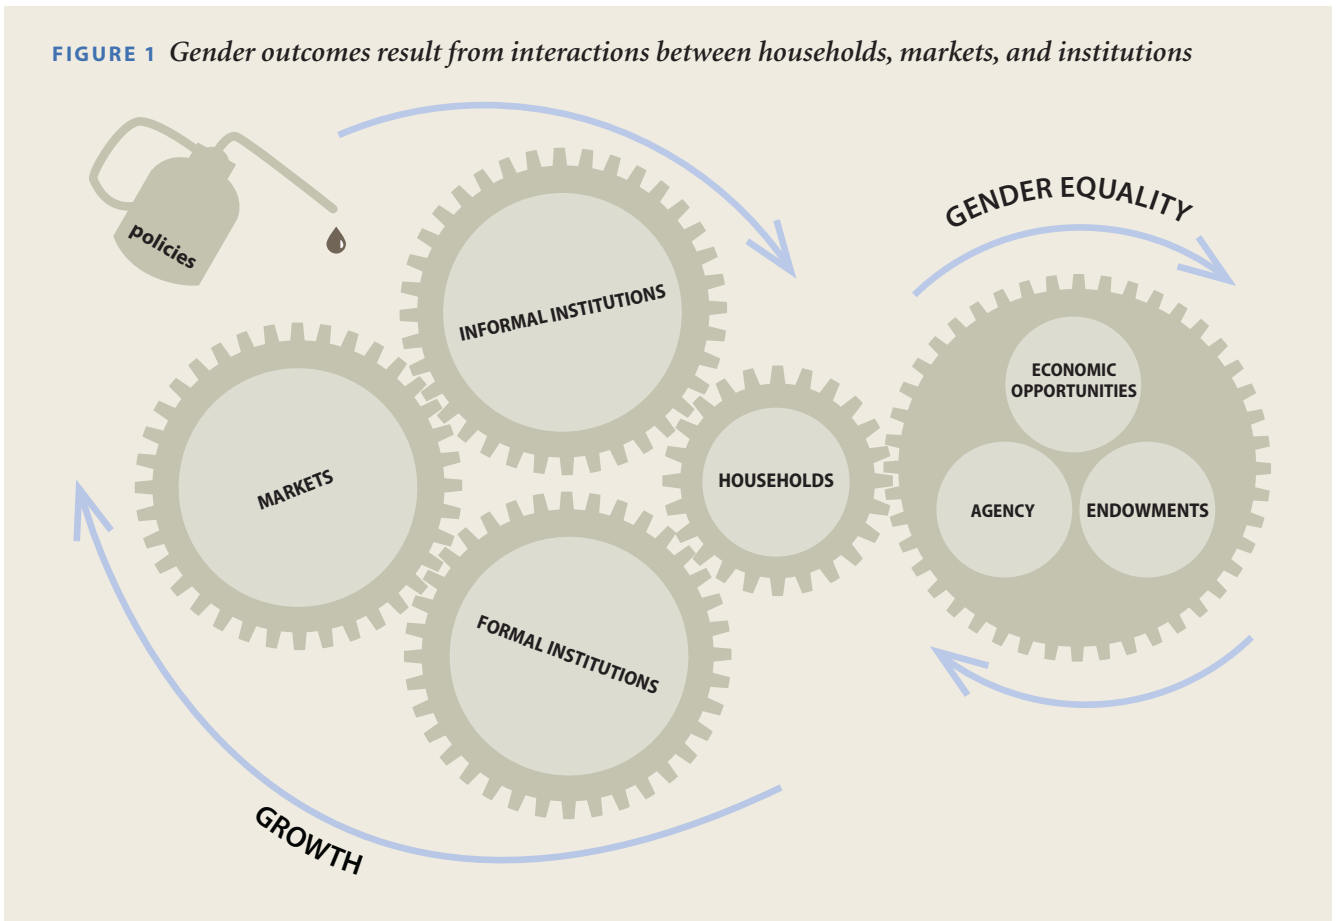 FIGURE 1 Gender outcomes result from interactions between households, markets, and institutions
policies
INFORMAL INSTITUTIONS
GENDER EQUALITY
ECONOMIC
OPPORTUNITIES
MARKETS
HOUSEHOLDS
AGENCY
ENDOWMENTS
FORMAL INSTITUTIONS
GROWTH